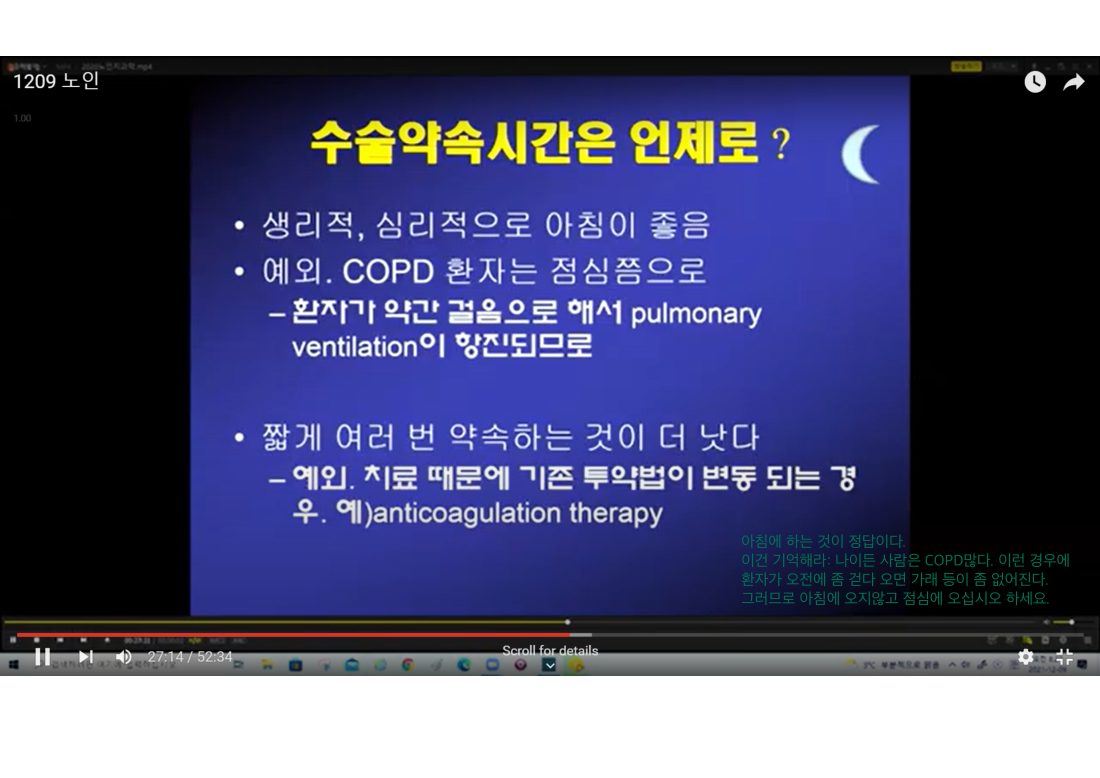 1209 노인
1.00
수술약속시간은 언제로 ?
• 생리적, 심리적으로 아침이 좋음
• 예외. COPD 환자는 점심쯤으로
– 환자가 약간 걸음으로 해서 pulmonary
ventilation이 항진되므로
• 짧게 여러 번 약속하는 것이 더 낫다
– 예외. 치료 때문에 기존 투약법이 변동 되는 경
우. 예)anticoagulation therapy
아침에 하는 것이 정답이다.
이건 기억해라: 나이든 사람은 COPD많다. 이런 경우에
환자가 오전에 좀 걷다 오면 가래 등이 좀 없어진다.
그러므로 아침에 오지않고 점심에 오십시오 하세요.
Scroll for details
27:14 / 52:34
3℃